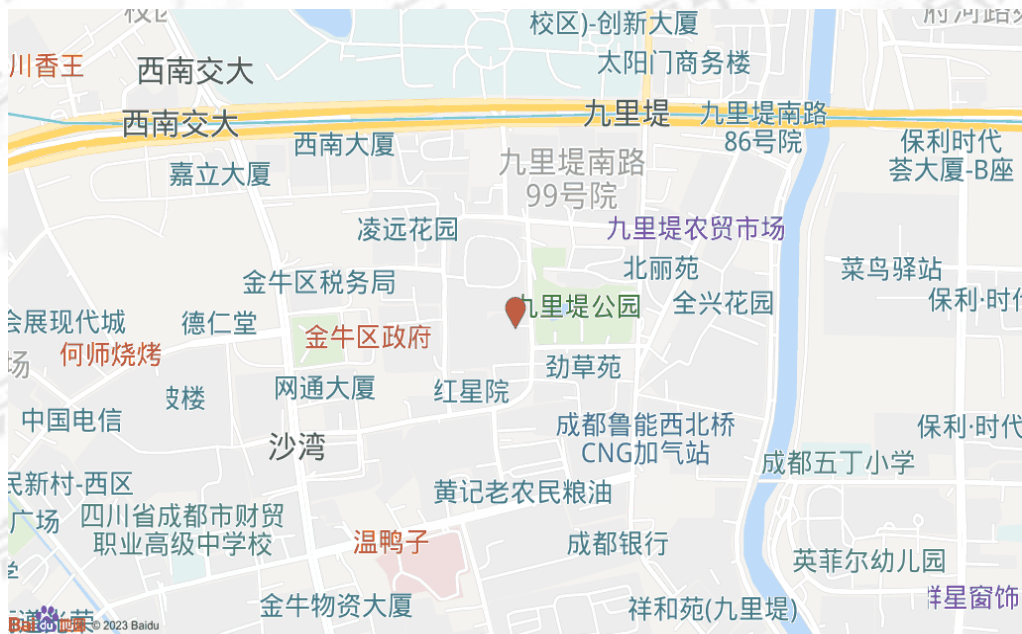 校区)-创新大厦
川香王
西南交大
太阳门商务楼
九里堤
九里堤南路
86号院
西南交大
西南大厦
保利时代
荟大厦-B座
嘉立大厦
九里堤南路
99号院
凌远花园
九里堤农贸市场
北丽苑
菜鸟驿站
金牛区税务局
全兴花园
保利·时代
九里堤公园
会展现代城
德仁堂
金牛区政府
何师烧烤
场
劲草苑
网通大厦
红星院
鼓楼
中国电信
成都鲁能西北桥
CNG加气站
保利·时代
沙湾
成都五丁小学
民新村-西区
黄记老农民粮油
广场
四川省成都市财贸
职业高级中学校
温鸭子
成都银行
英菲尔幼儿园
群星窗饰
金牛物资大厦
祥和苑(九里堤)
Bai du 地图 © 2023 Baidu